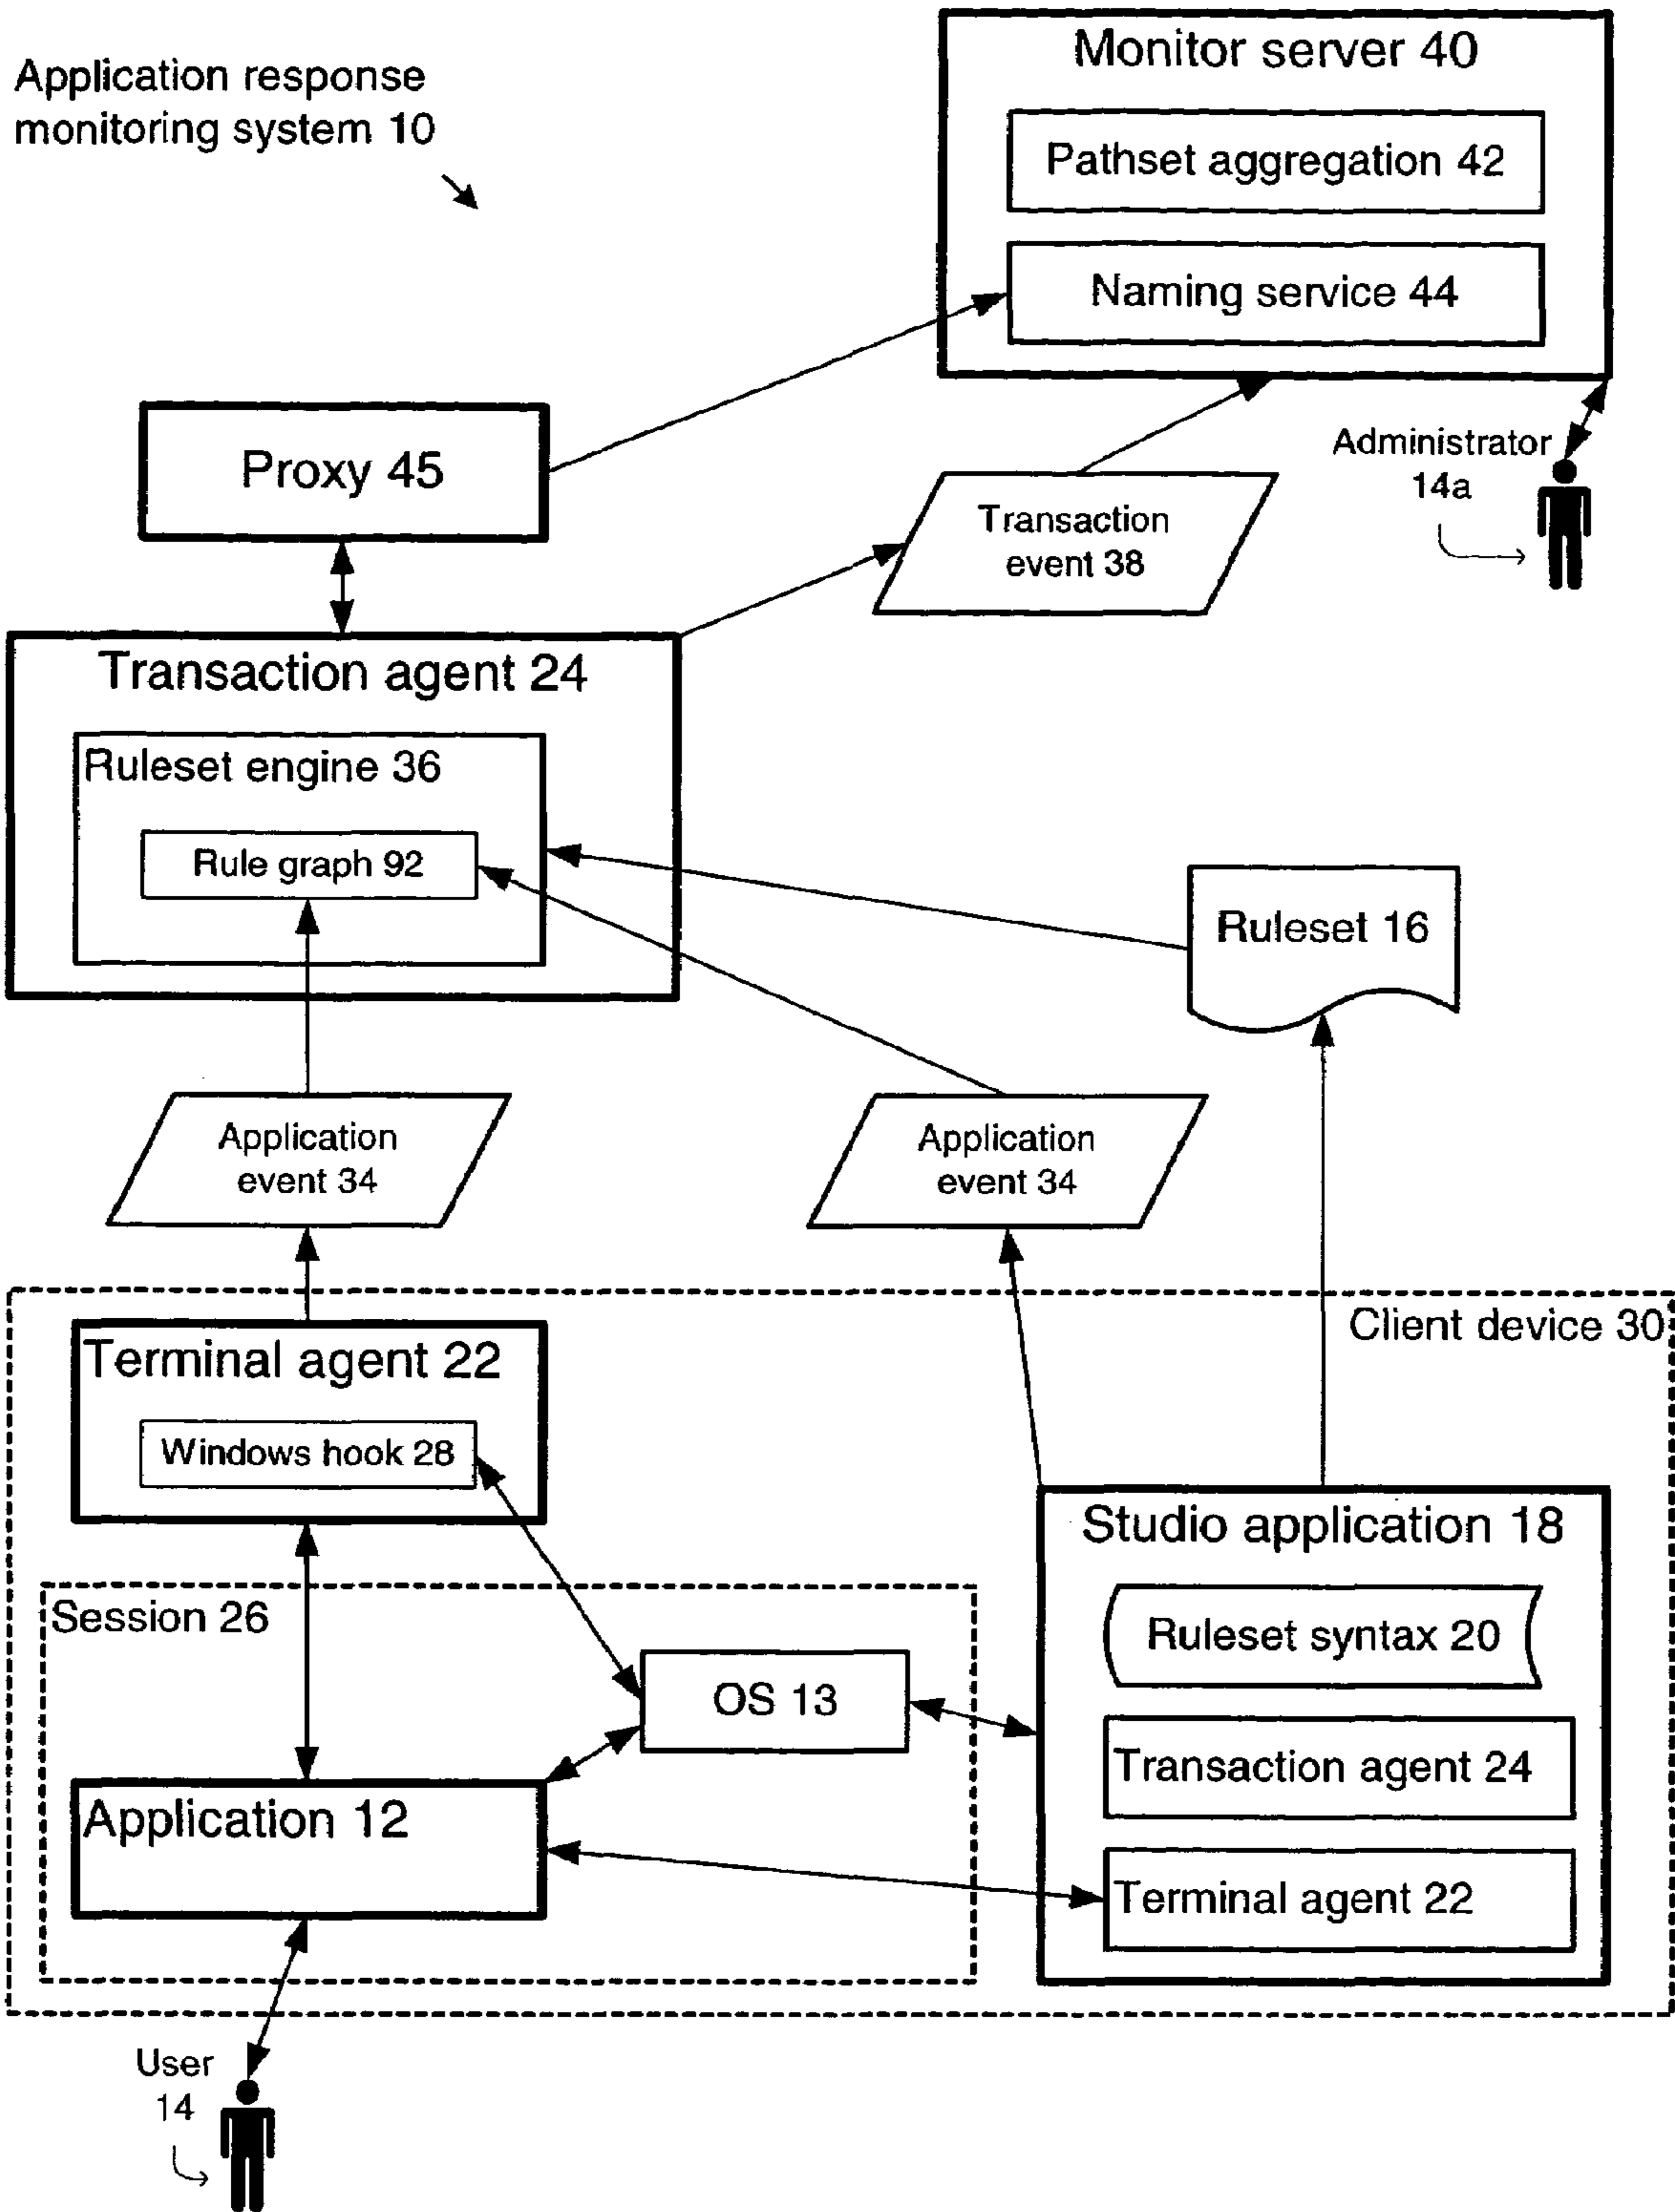 Application response
monitoring system 10
Monitor server 40
Pathset aggregation 42
Naming service 44
Administrator
14a
Proxy 45
Transaction
event 38
Transaction agent 24
Ruleset engine 36
Rule graph 92
Ruleset 16
Application
event 34
Application
event 34
Client device 30
Terminal agent 22
Windows hook 28
Studio application 18
Ruleset syntax 20
Transaction agent 24
Terminal agent 22
Session 26
OS 13
Application 12
User
14